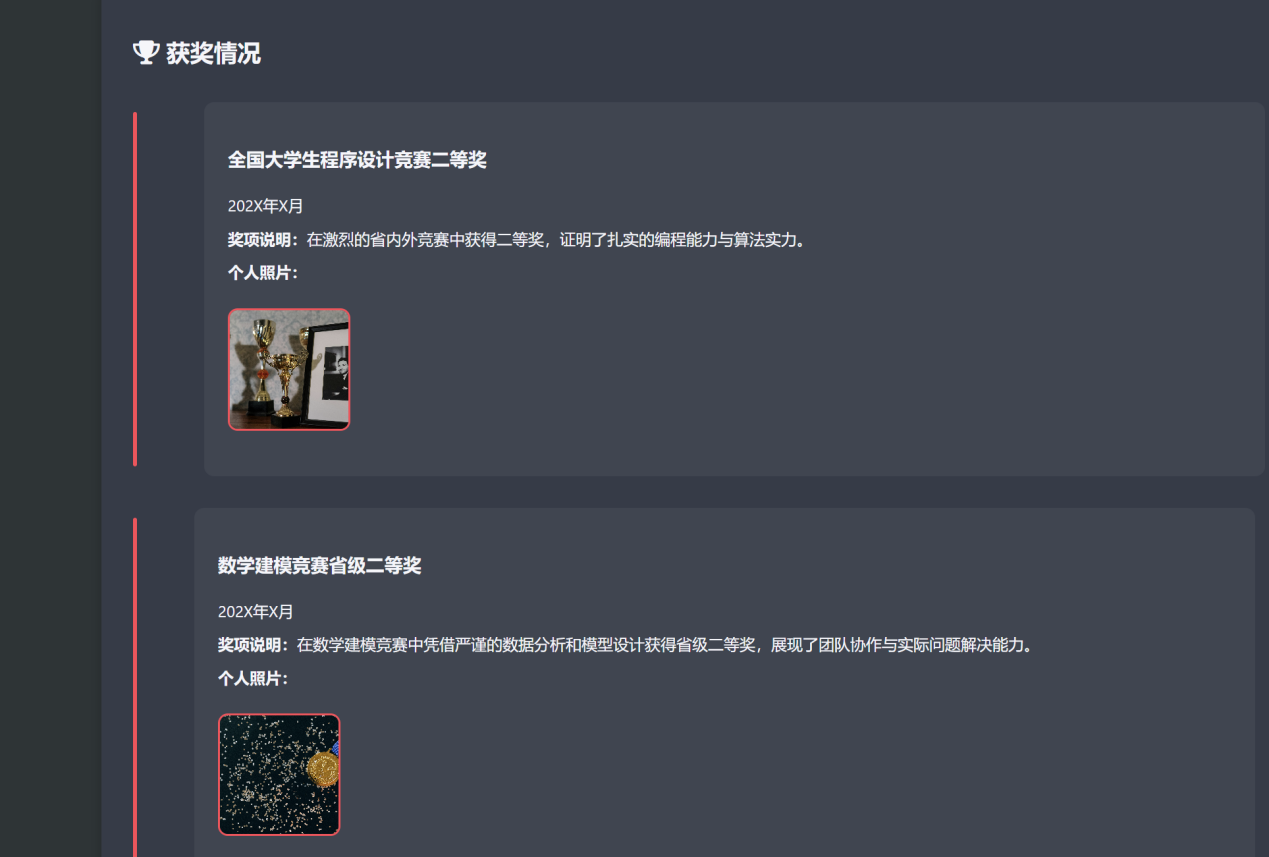 获奖情况
全国大学生程序设计竞赛二等奖
202X年X月
奖项说明：在激烈的省内外竞赛中获得二等奖，证明了扎实的编程能力与算法实力。
个人照片：
数学建模竞赛省级二等奖
202X年X月
奖项说明：在数学建模竞赛中凭借严谨的数据分析和模型设计获得省级二等奖，展现了团队协作与实际问题解决能力。
个人照片：